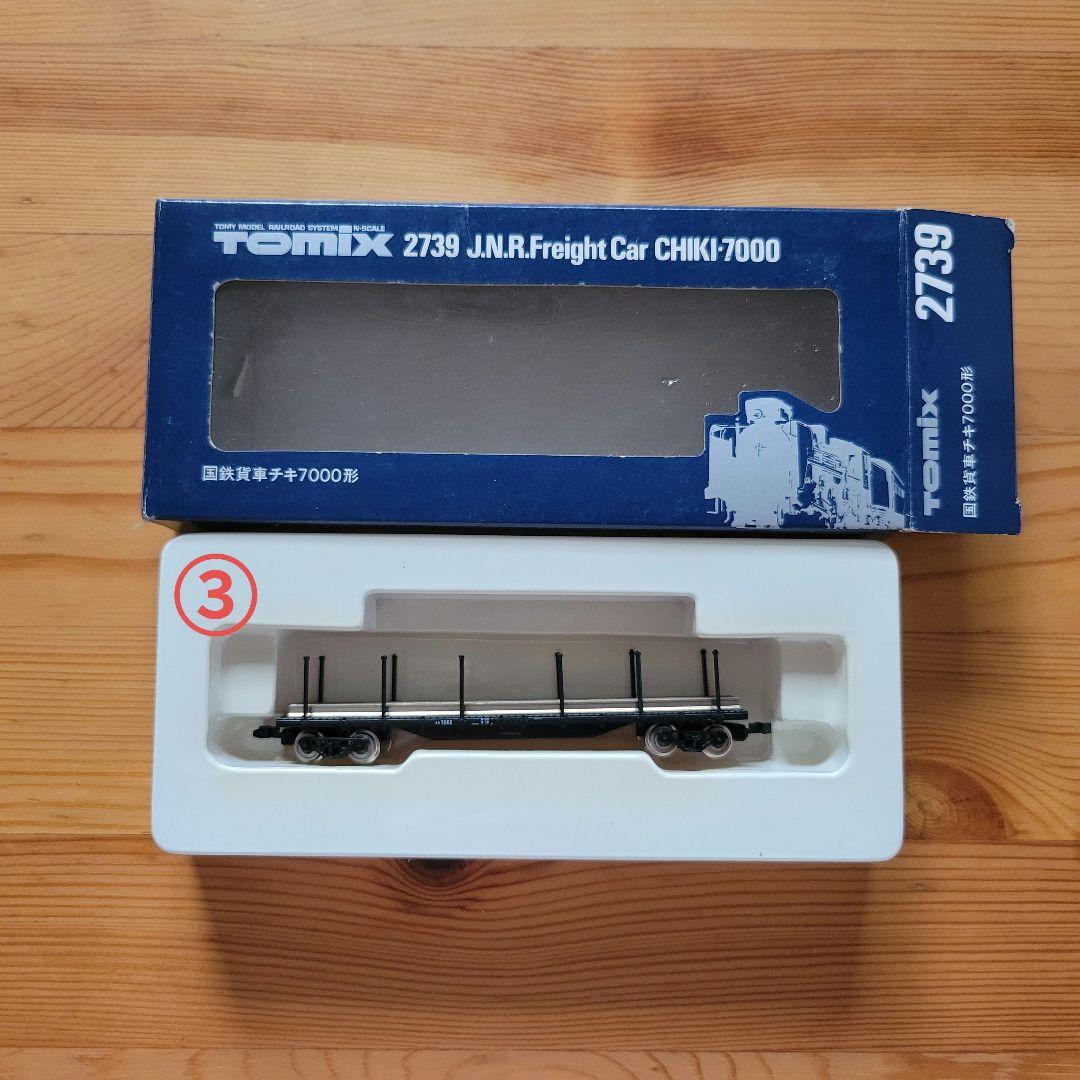 TOMY MODEL RAILROAD SYSTEM N-SCALE
TOMIX 2739 J.N.R.Freight Car CHIKI-7000
国鉄貨車チキ7000形
2739
TOMIX
国鉄貨車チキ7000形
③